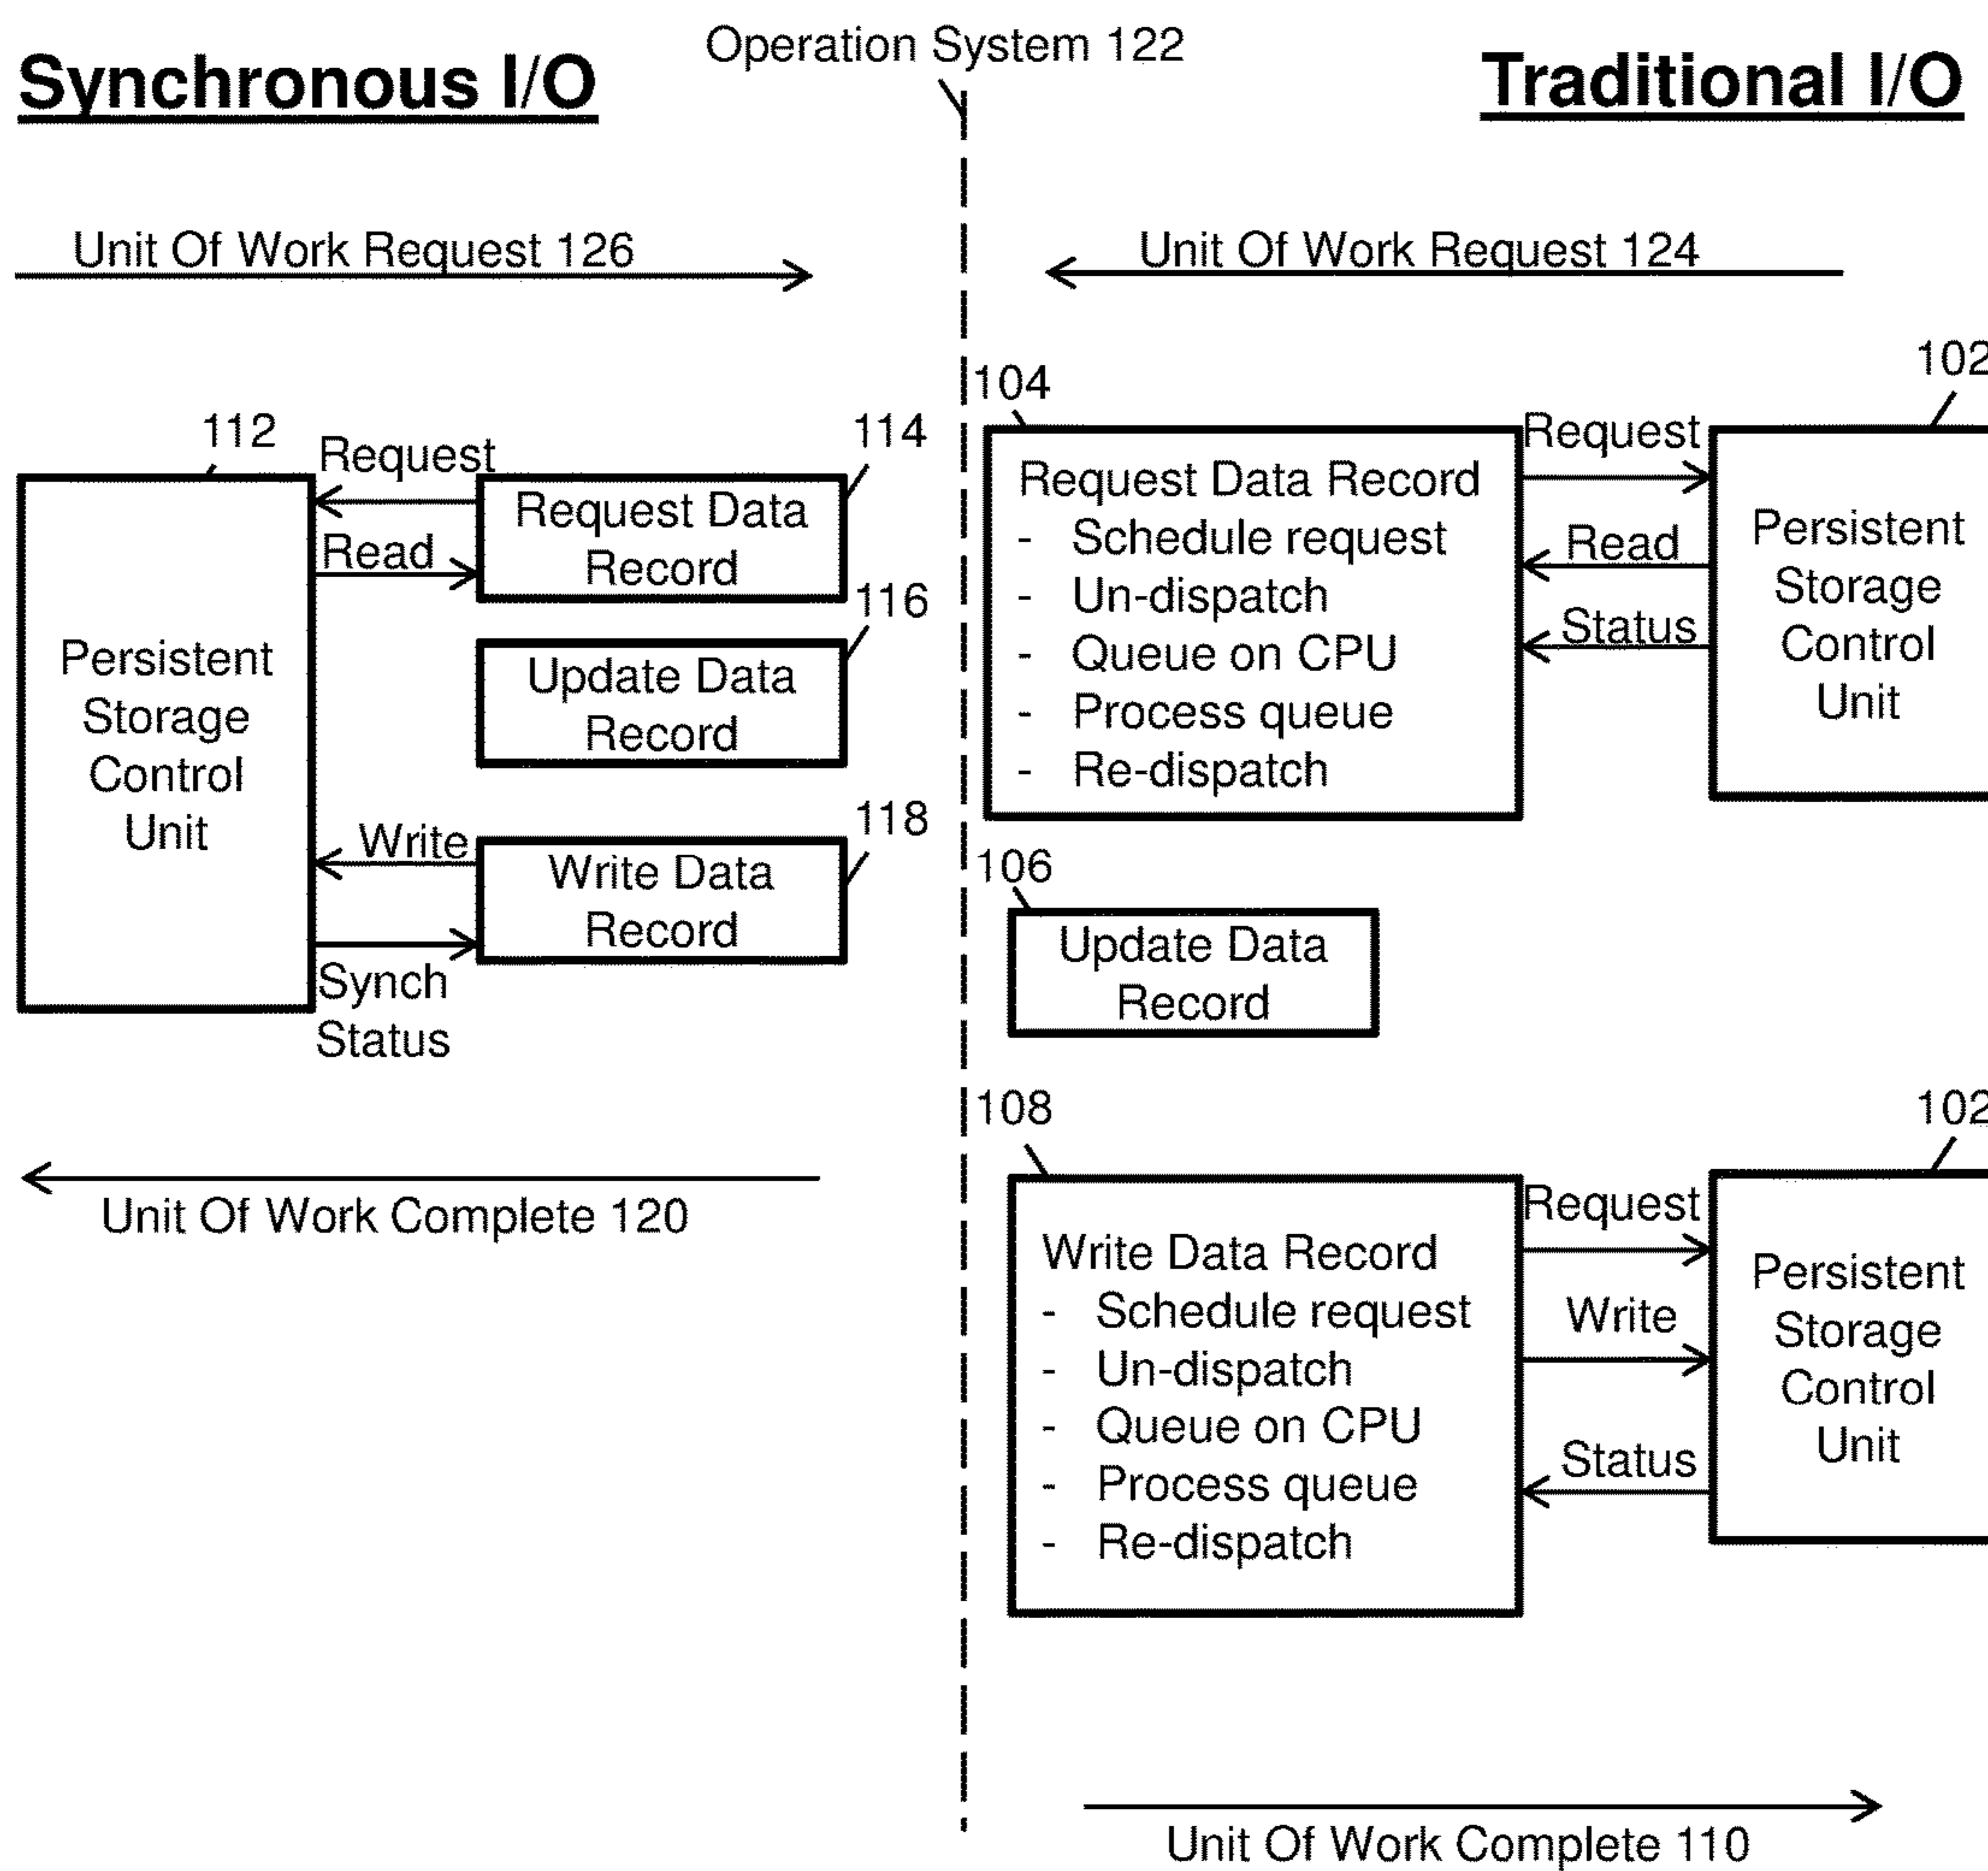 Operation System 122
Synchronous I/O
Traditional I/O
Unit Of Work Request 126
Unit Of Work Request 124
112
Request
Read
Persistent
Storage
Control
Unit
Write
Synch
Status
114
Request Data
Record
116
Update Data
Record
118
Write Data
Record
Unit Of Work Complete 120
104
Request Data Record
- Schedule request
- Un-dispatch
- Queue on CPU
- Process queue
- Re-dispatch
Request
Read
Status
102
Persistent
Storage
Control
Unit
106
Update Data
Record
108
Write Data Record
- Schedule request
- Un-dispatch
- Queue on CPU
- Process queue
- Re-dispatch
Request
Write
Status
102
Persistent
Storage
Control
Unit
Unit Of Work Complete 110